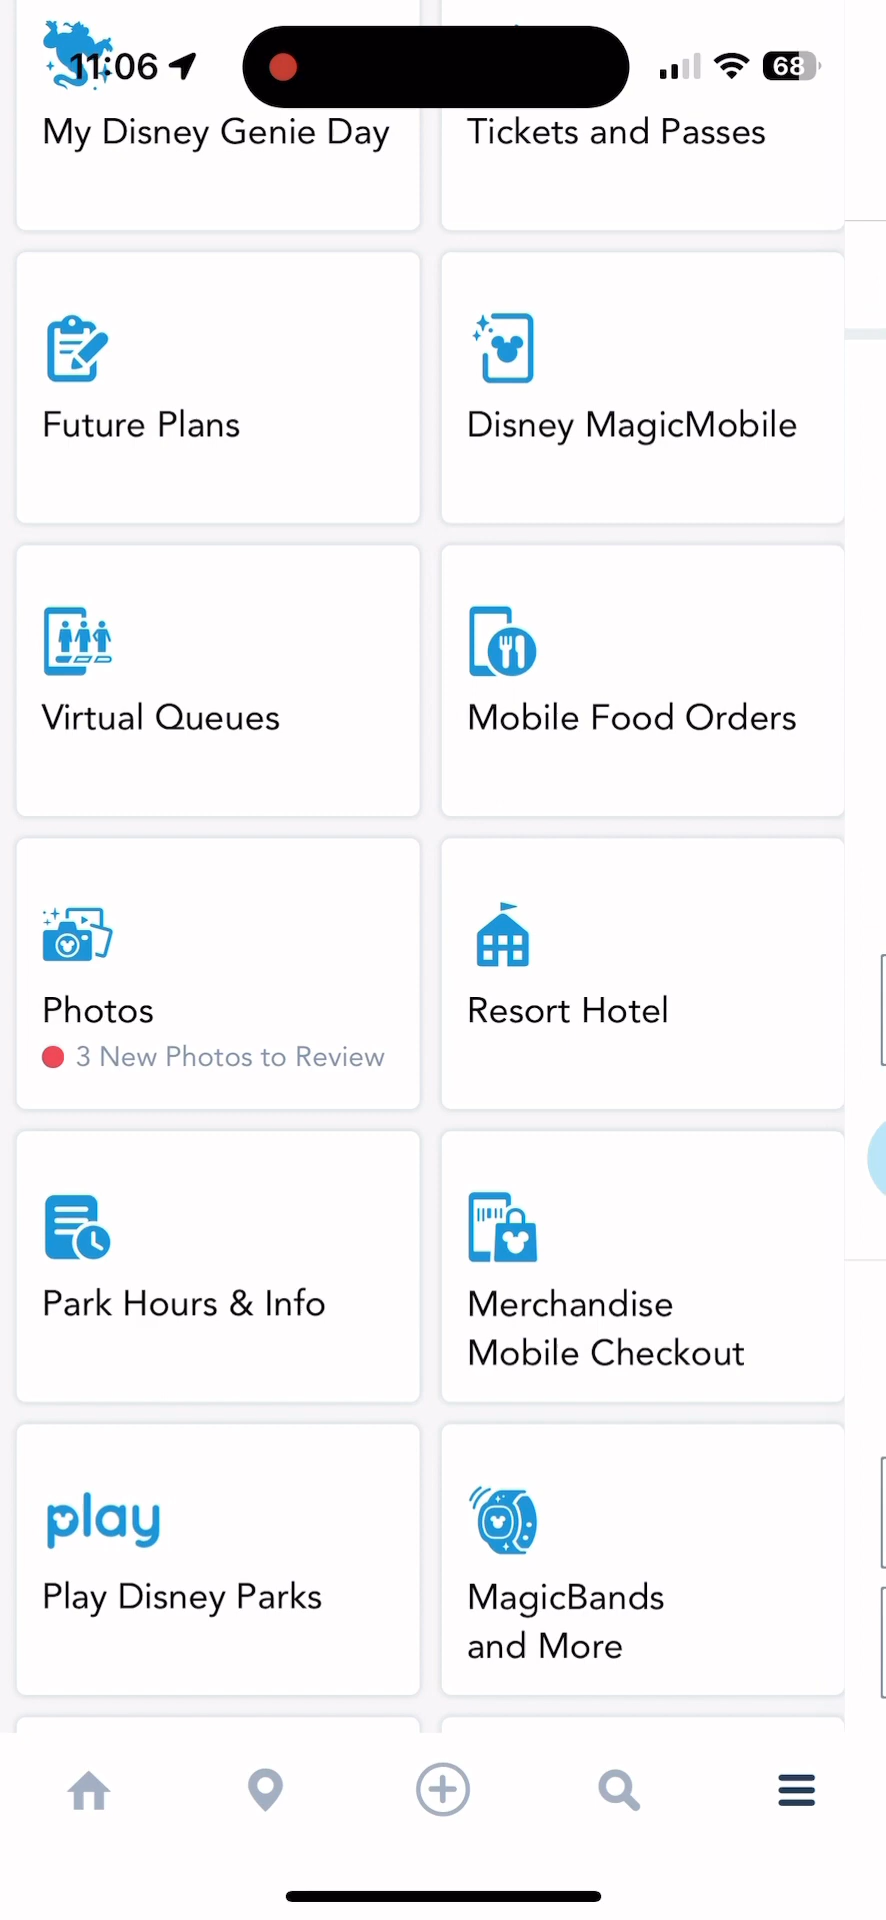 11:06
68
My Disney Genie Day
Tickets and Passes
Future Plans
Disney MagicMobile
Virtual Queues
Mobile Food Orders
Photos
3 New Photos to Review
Resort Hotel
Park Hours & Info
Merchandise
Mobile Checkout
play
Play Disney Parks
MagicBands
and More